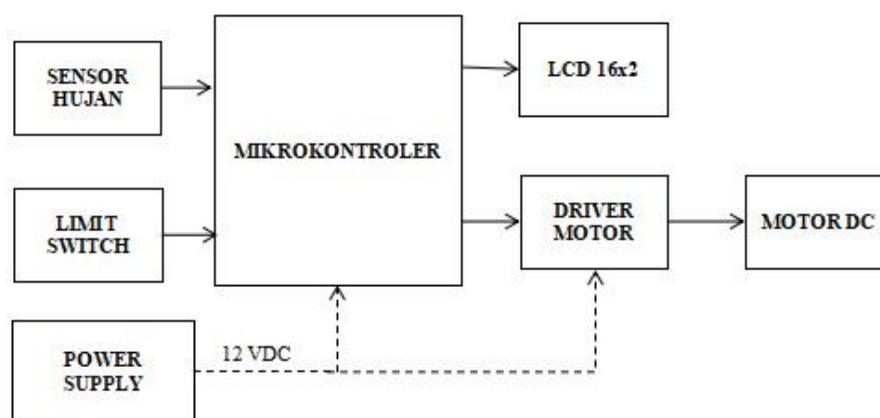 SENSOR
HUJAN
MIKROKONTROLER
LCD 16x2
LIMIT
SWITCH
DRIVER
MOTOR
MOTOR DC
POWER
SUPPLY
12 VDC